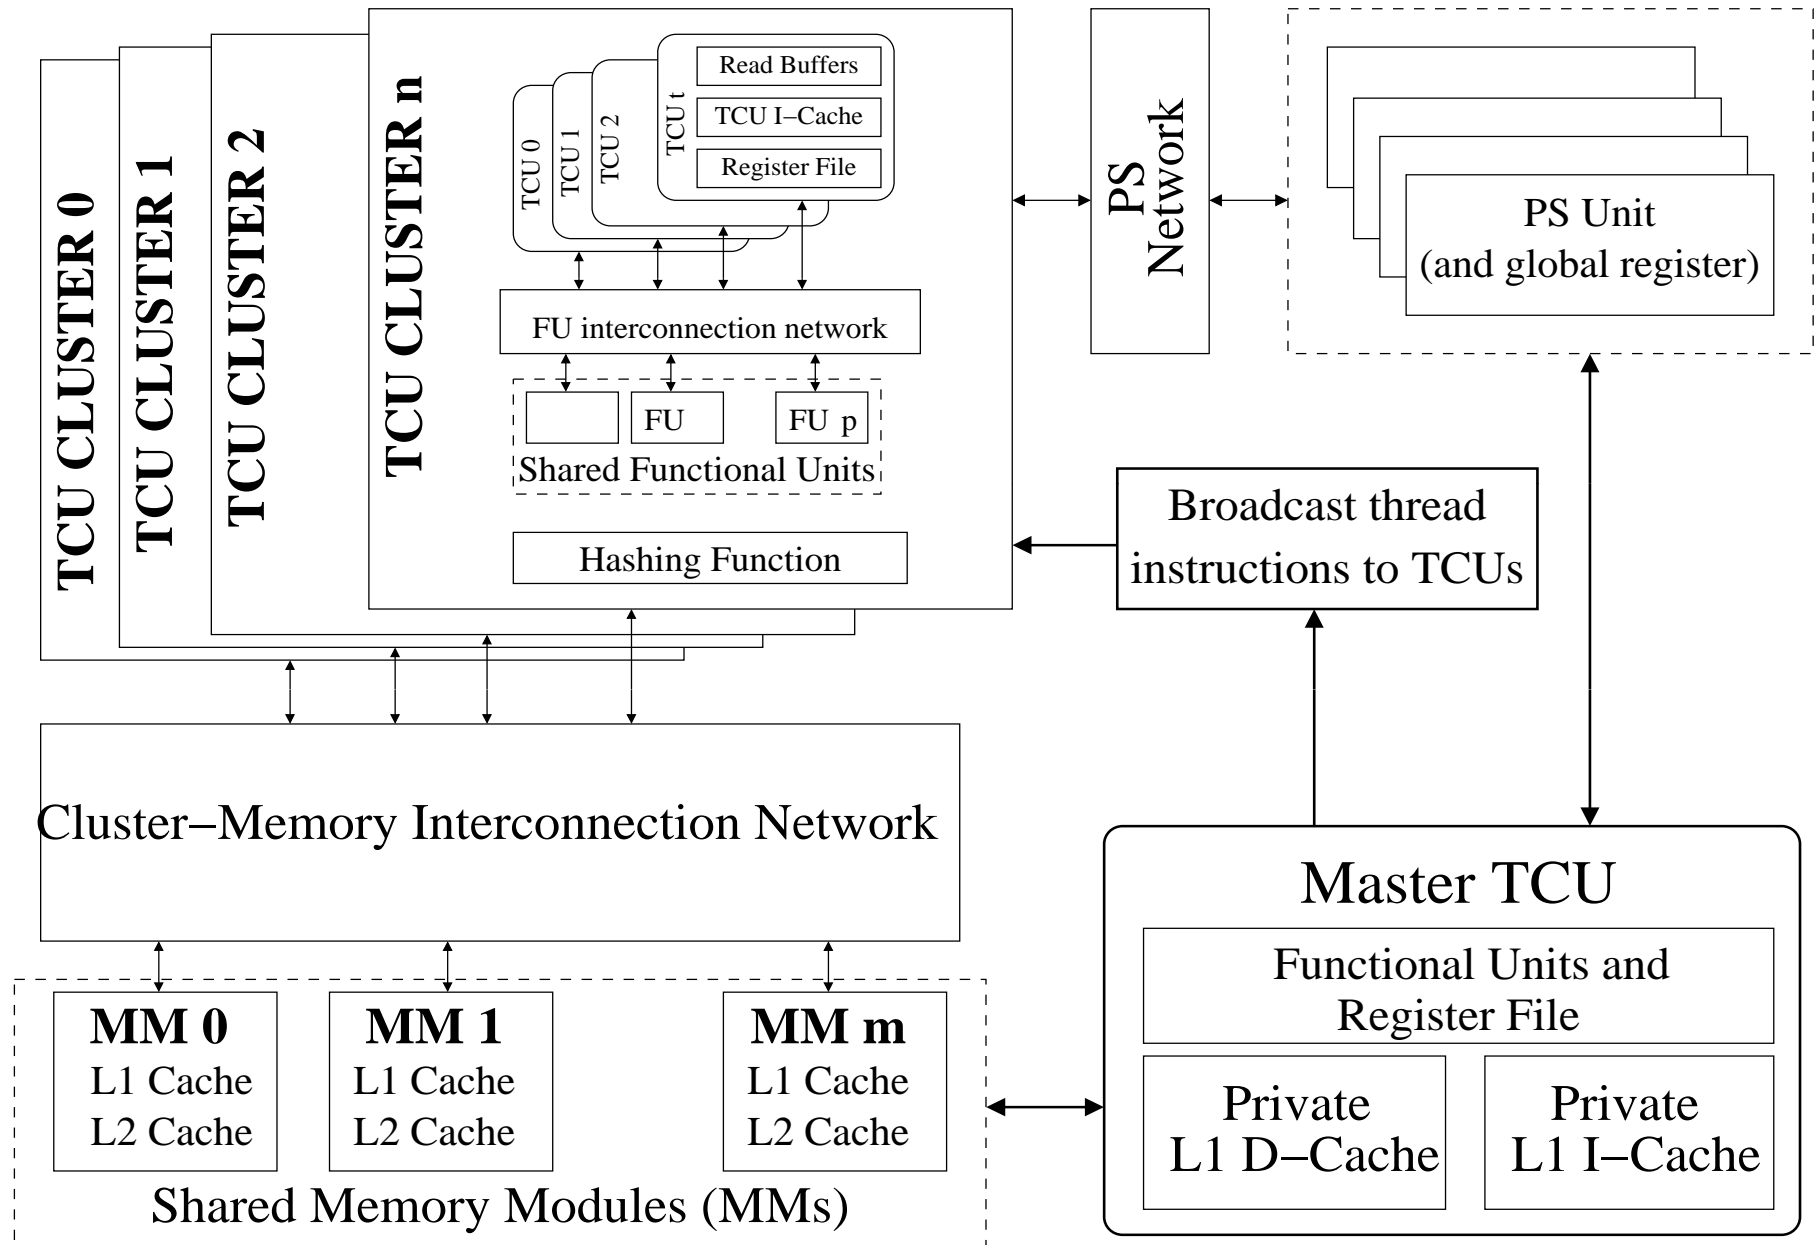 TCU CLUSTER 0
TCU CLUSTER 1
TCU CLUSTER 2
TCU CLUSTER n
TCU 0
TCU 1
TCU 2
TCU t
Read Buffers
TCU I–Cache
Register File
FU interconnection network
FU
FU p
Shared Functional Units
Hashing Function
PS
Network
PS Unit
(and global register)
Broadcast thread
instructions to TCUs
Cluster–Memory Interconnection Network
MM 0
L1 Cache
L2 Cache
MM 1
L1 Cache
L2 Cache
MM m
L1 Cache
L2 Cache
Shared Memory Modules (MMs)
Master TCU
Functional Units and
Register File
Private
L1 D–Cache
Private
L1 I–Cache